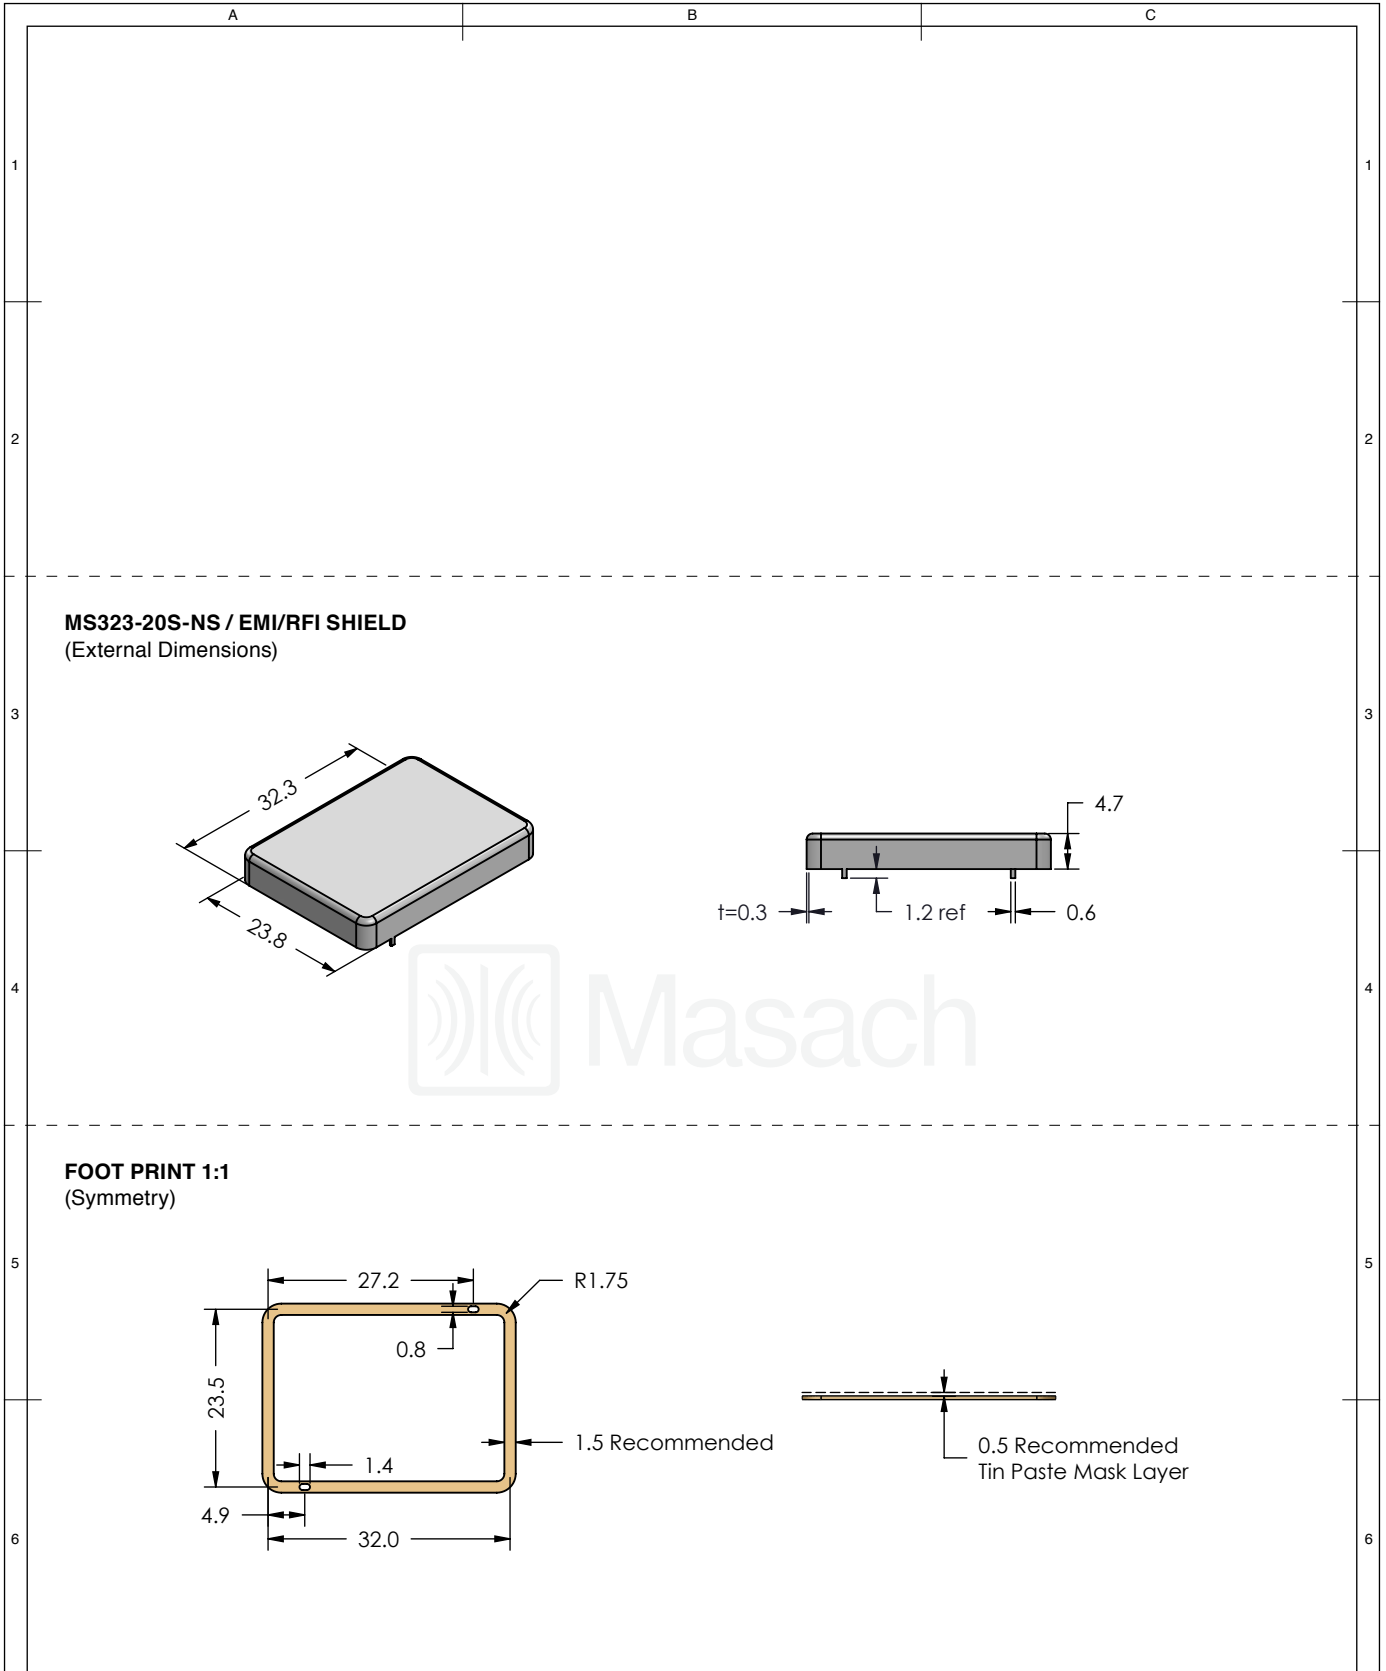 A B C
1 1
2 2
MS323-20S-NS / EMI/RFI SHIELD
(External Dimensions)
3 3
32.3
4.7
t=0.3 1.2 ref 0.6
23.8
4 4
Masach
FOOT PRINT 1:1
(Symmetry)
5 5
27.2 R1.75
0.8
23.5
1.5 Recommended
0.5 Recommended
Tin Paste Mask Layer
1.4
4.9
32.0
6 6